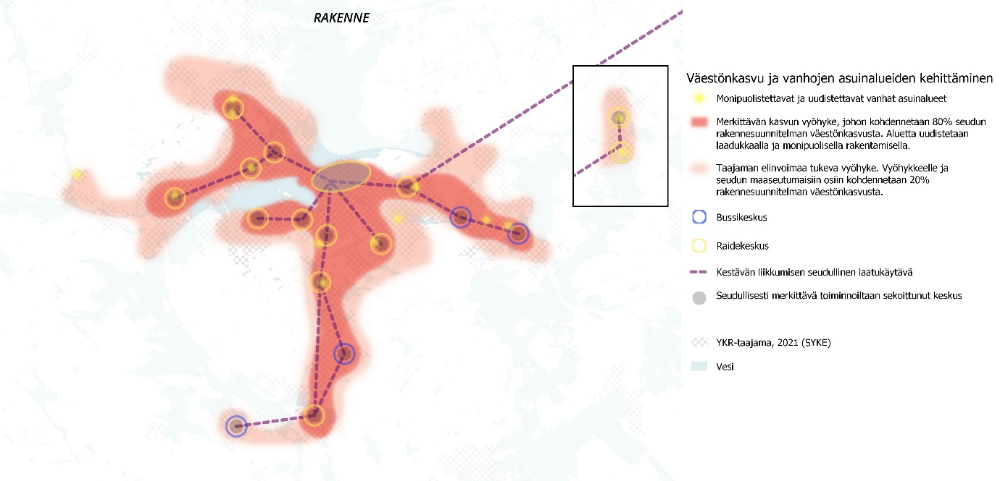 RAKENNE
Väestönkasvu ja vanhojen asuinalueiden kehittäminen
Monipuolistettavat ja uudistettavat vanhat asuinalueet
Merkittävän kasvun vyöhyke, johon kohdennetaan 80% seudun
rakennesuunnitelman väestönkasvusta. Aluetta uudistetaan
laadukkaalla ja monipuolisella rakentamisella.
Taajaman elinvoimaa tukeva vyöhyke. Vyöhykkeelle ja
seudun maaseutumaisiin osiin kohdennetaan 20%
rakennesuunnitelman väestönkasvusta.
Bussikeskus
Raidekeskus
Kestävän liikkumisen seudullinen laatukäytävä
Seudullisesti merkittävä toiminnoiltaan sekoittunut keskus
YKR-taajama, 2021 (SYKE)
Vesi